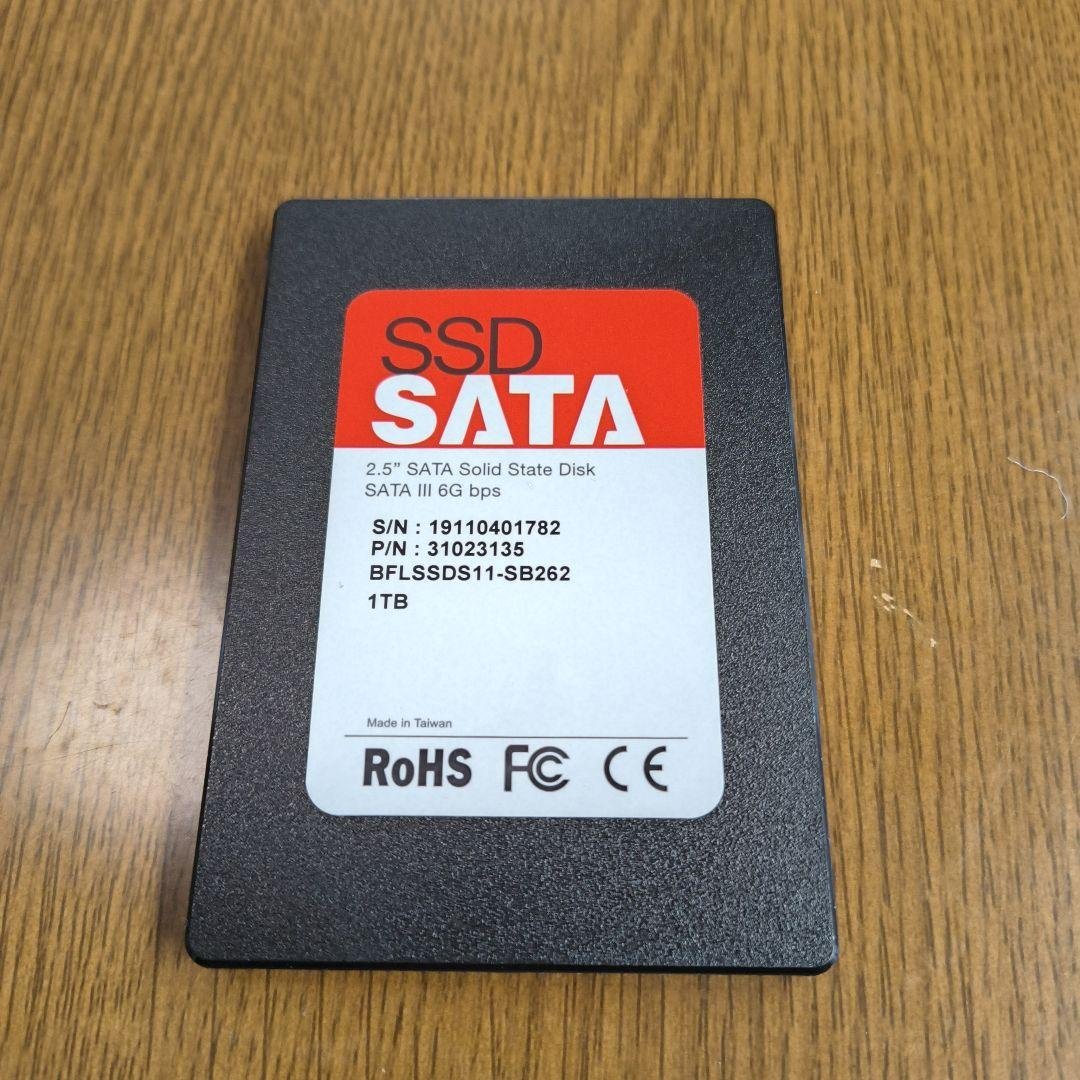 SSD
SATA
2.5” SATA Solid State Disk
SATA III 6G bps
S/N : 19110401782
P/N : 31023135
BFLSSDS11-SB262
1TB
Made in Taiwan
RoHS FC CE